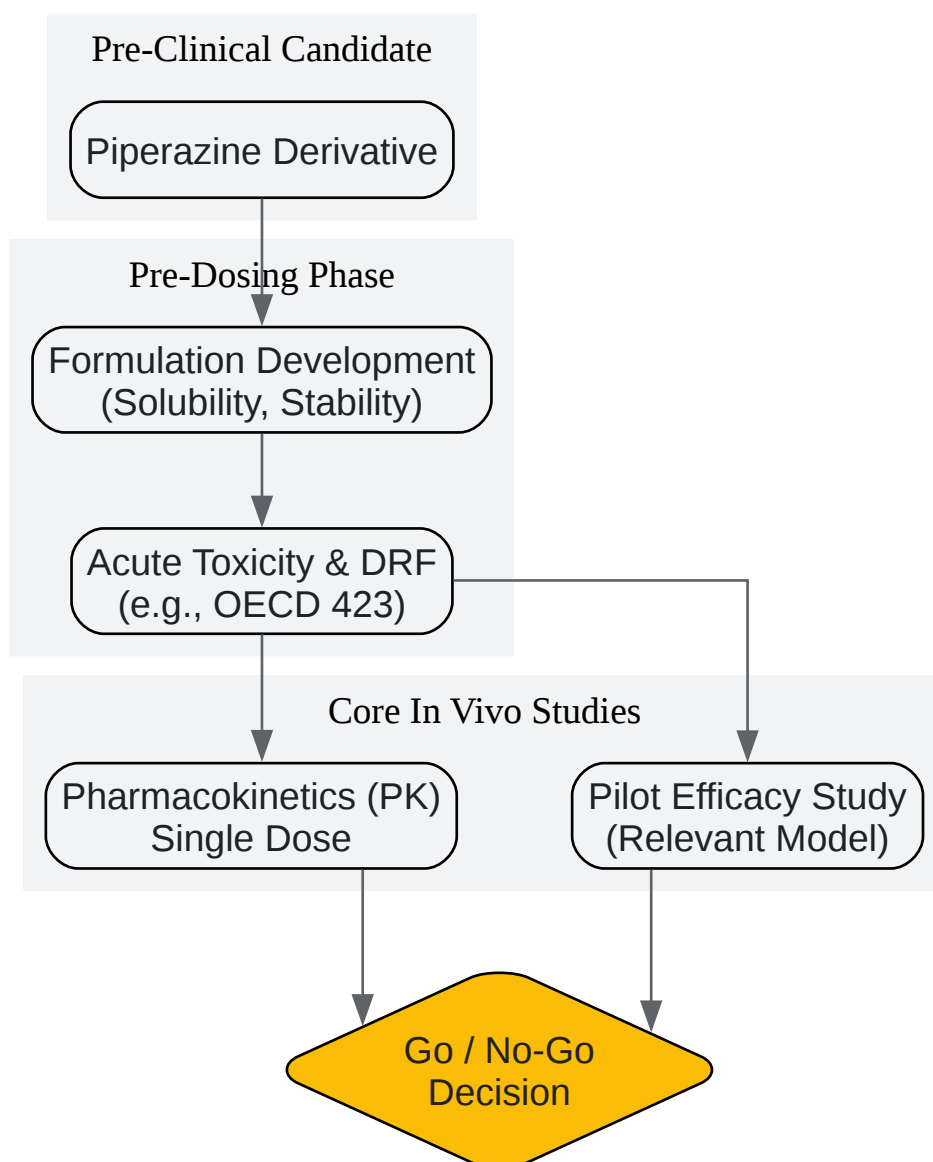 Pre-Clinical Candidate
Piperazine Derivative
Pre-Dosing Phase
Formulation Development
(Solubility, Stability)
Acute Toxicity & DRF
(e.g., OECD 423)
Core In Vivo Studies
Pharmacokinetics (PK)
Single Dose
Pilot Efficacy Study
(Relevant Model)
Go / No-Go
Decision